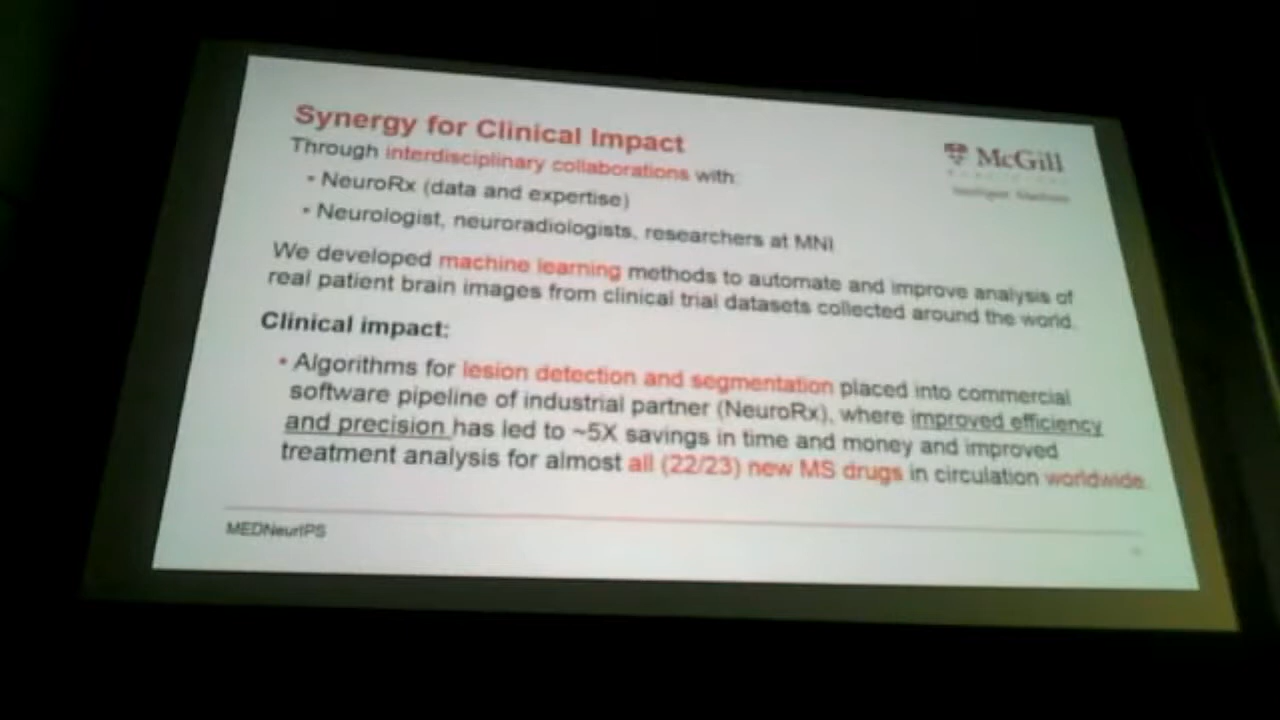 Synergy for Clinical Impact
McGill
Through interdisciplinary collaborations with:
• NeuroRx (data and expertise)
• Neurologist, neuroradiologists, researchers at MNI
We developed machine learning methods to automate and improve analysis of
real patient brain images from clinical trial datasets collected around the world.
Clinical impact:
• Algorithms for lesion detection and segmentation placed into commercial
software pipeline of industrial partner (NeuroRx), where improved efficiency
and precision has led to ~5X savings in time and money and improved
treatment analysis for almost all (22/23) new MS drugs in circulation worldwide.
MEDNeurIPS